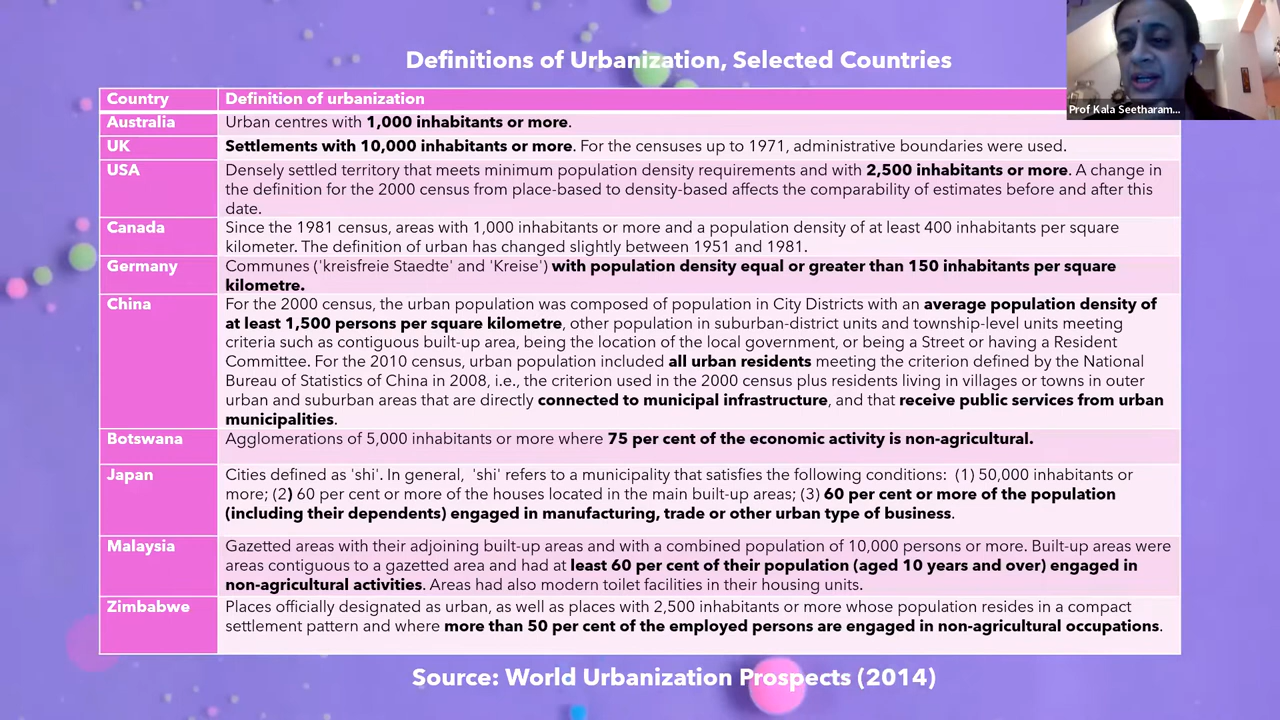 Definitions of Urbanization, Selected Countries
Prof Kala Seetharam...
Country Definition of urbanization
Australia Urban centres with 1,000 inhabitants or more.
UK Settlements with 10,000 inhabitants or more. For the censuses up to 1971, administrative boundaries were used.
USA Densely settled territory that meets minimum population density requirements and with 2,500 inhabitants or more. A change in
the definition for the 2000 census from place-based to density-based affects the comparability of estimates before and after this
date.
Canada Since the 1981 census, areas with 1,000 inhabitants or more and a population density of at least 400 inhabitants per square
kilometer. The definition of urban has changed slightly between 1951 and 1981.
Germany Communes ('kreisfreie Staedte' and 'Kreise') with population density equal or greater than 150 inhabitants per square
kilometre.
China For the 2000 census, the urban population was composed of population in City Districts with an average population density of
at least 1,500 persons per square kilometre, other population in suburban-district units and township-level units meeting
criteria such as contiguous built-up area, being the location of the local government, or being a Street or having a Resident
Committee. For the 2010 census, urban population included all urban residents meeting the criterion defined by the National
Bureau of Statistics of China in 2008, i.e., the criterion used in the 2000 census plus residents living in villages or towns in outer
urban and suburban areas that are directly connected to municipal infrastructure, and that receive public services from urban
municipalities.
Botswana Agglomerations of 5,000 inhabitants or more where 75 per cent of the economic activity is non-agricultural.
Japan Cities defined as 'shi'. In general, 'shi' refers to a municipality that satisfies the following conditions: (1) 50,000 inhabitants or
more; (2) 60 per cent or more of the houses located in the main built-up areas; (3) 60 per cent or more of the population
(including their dependents) engaged in manufacturing, trade or other urban type of business.
Malaysia Gazetted areas with their adjoining built-up areas and with a combined population of 10,000 persons or more. Built-up areas were
areas contiguous to a gazetted area and had at least 60 per cent of their population (aged 10 years and over) engaged in
non-agricultural activities. Areas had also modern toilet facilities in their housing units.
Zimbabwe Places officially designated as urban, as well as places with 2,500 inhabitants or more whose population resides in a compact
settlement pattern and where more than 50 per cent of the employed persons are engaged in non-agricultural occupations.
Source: World Urbanization Prospects (2014)